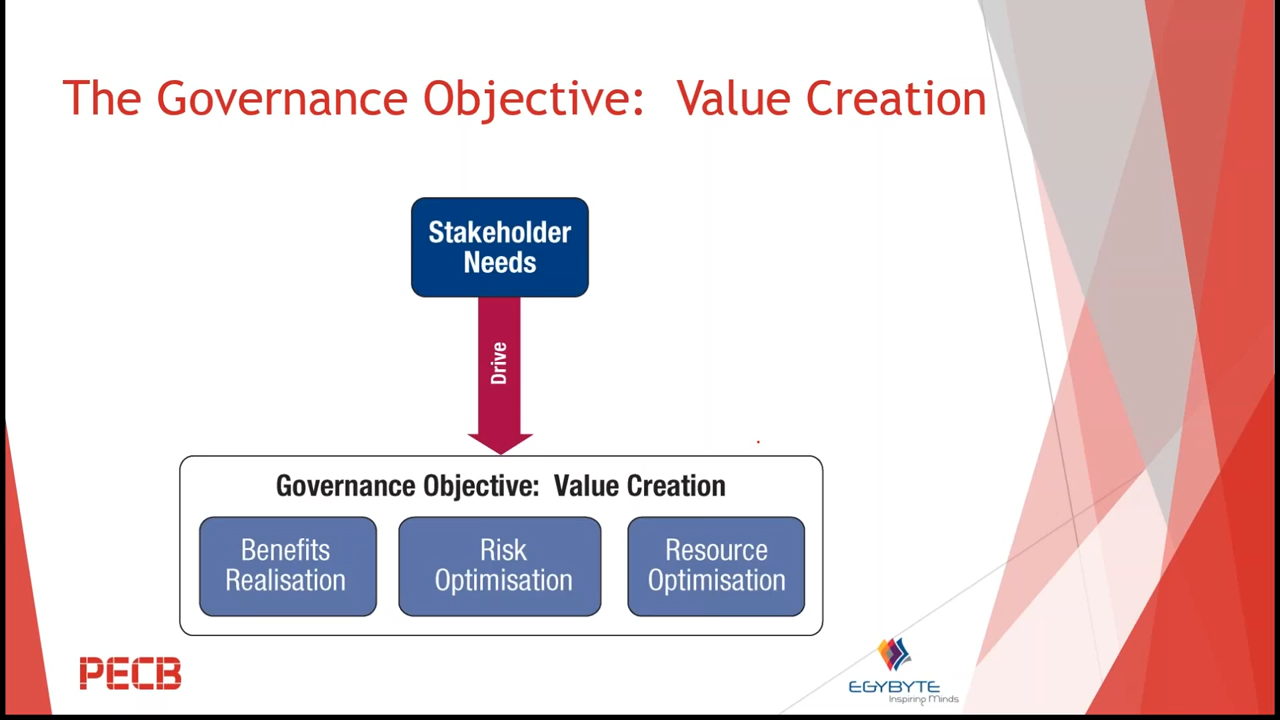 The Governance Objective:  Value Creation
Stakeholder
Needs
Drive
Governance Objective:  Value Creation
Benefits
Realisation
Risk
Optimisation
Resource
Optimisation
PECB
EGYBYTE
Inspiring Minds